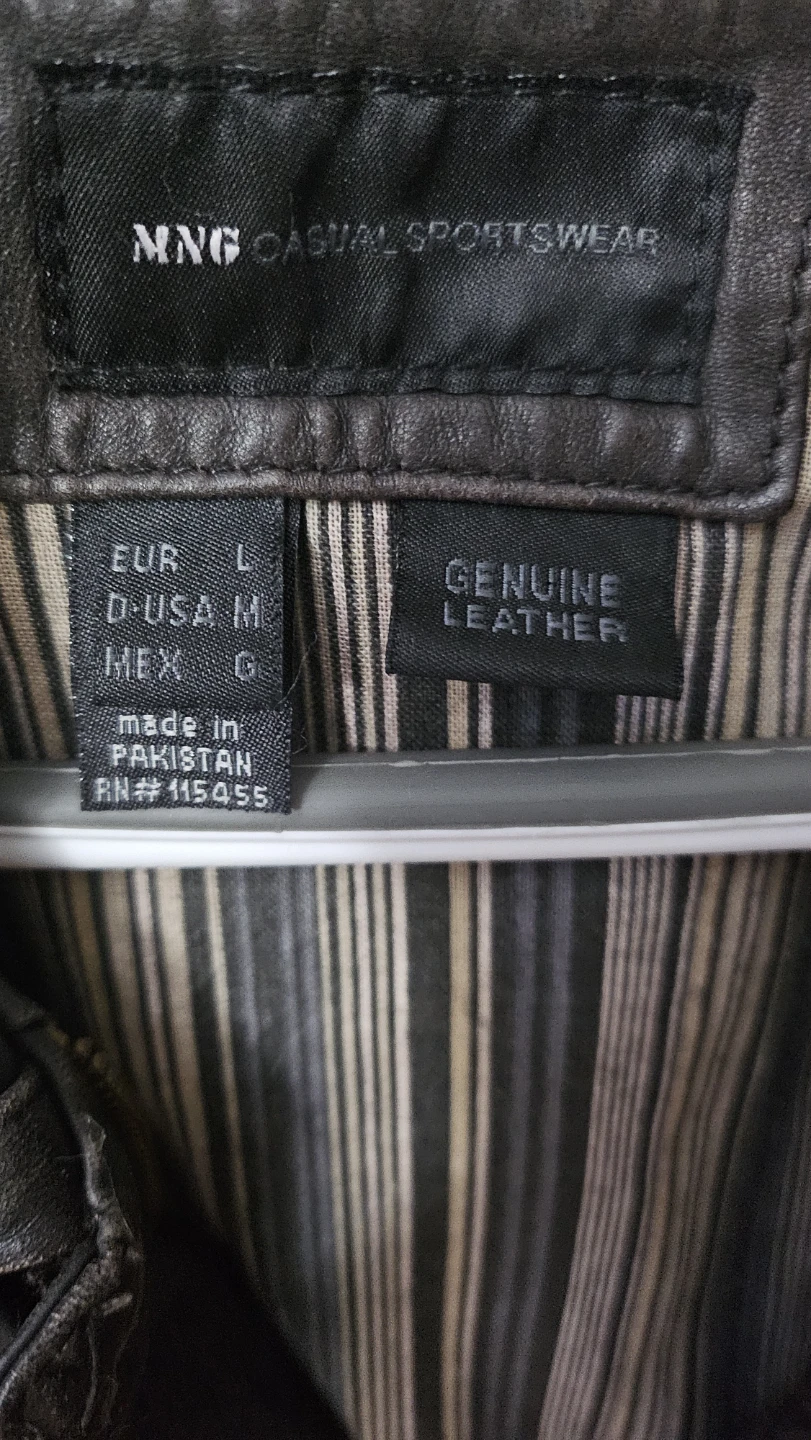 MNG CASUAL SPORTSWEAR
EUR L
D·USA M
MEX G
made in
PAKISTAN
RN# 115455
GENUINE
LEATHER